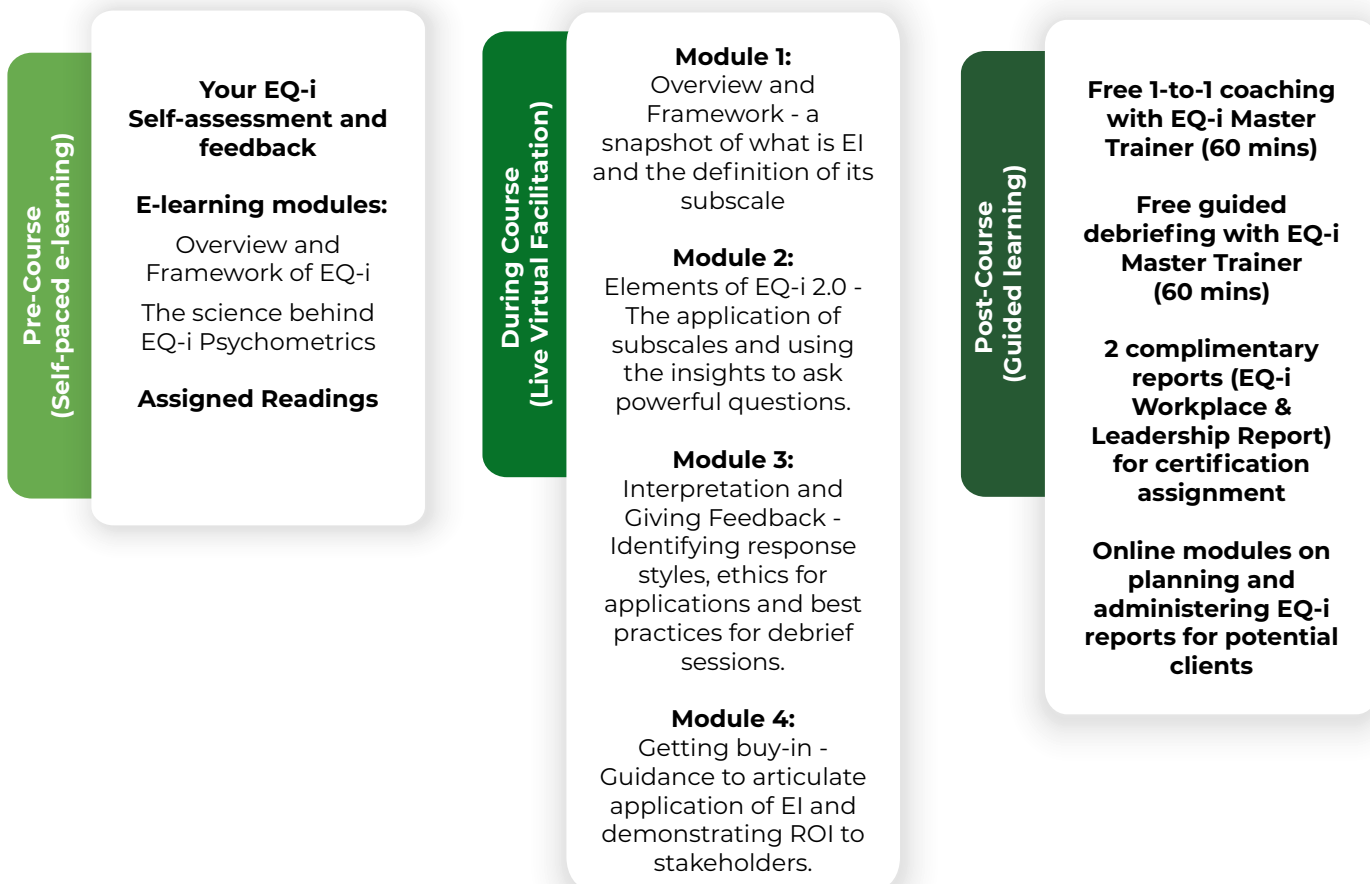 Pre-Course
(Self-paced e-learning)
Your EQ-i
Self-assessment and
feedback
E-learning modules:
Overview and
Framework of EQ-i
The science behind
EQ-i Psychometrics
Assigned Readings
During Course
(Live Virtual Facilitation)
Module 1:
Overview and
Framework - a
snapshot of what is EI
and the definition of its
subscale
Module 2:
Elements of EQ-i 2.0 -
The application of
subscales and using
the insights to ask
powerful questions.
Module 3:
Interpretation and
Giving Feedback -
Identifying response
styles, ethics for
applications and best
practices for debrief
sessions.
Module 4:
Getting buy-in -
Guidance to articulate
application of EI and
demonstrating ROI to
stakeholders.
Post-Course
(Guided learning)
Free 1-to-1 coaching
with EQ-i Master
Trainer (60 mins)
Free guided
debriefing with EQ-i
Master Trainer
(60 mins)
2 complimentary
reports (EQ-i
Workplace &
Leadership Report)
for certification
assignment
Online modules on
planning and
administering EQ-i
reports for potential
clients